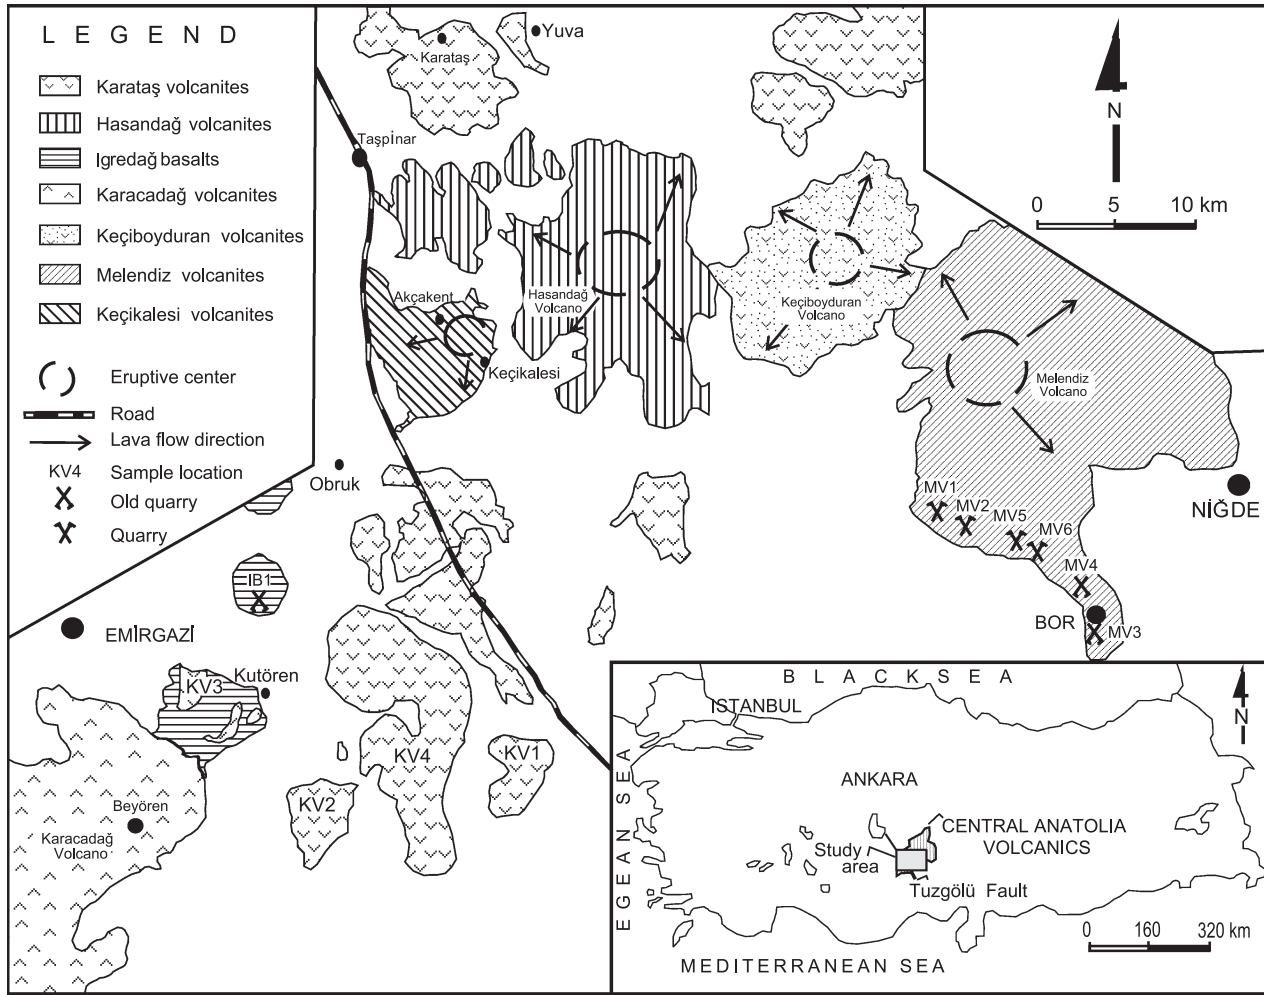 L E G E N D
Karataş volcanites
Hasandağ volcanites
Igredağ basalts
Karacadağ volcanites
Keçiboyduran volcanites
Melendiz volcanites
Keçikalesi volcanites
Eruptive center
Road
Lava flow direction
KV4 Sample location
Old quarry
Quarry
Karataş
Yuva
Taşpinar
N
0 5 10 km
Akçakent
Keçikalesi
Hasandağ
Volcano
Keçiboyduran
Volcano
Melendiz
Volcano
Obruk
NİĞDE
MV1
MV2
MV5
MV6
MV4
BOR
MV3
IB1
EMİRGAZİ
Kutören
KV3
KV4
KV1
KV2
Beyören
Karacadağ
Volcano
B L A C K S E A
ISTANBUL
N
EGEAN SEA
ANKARA
CENTRAL ANATOLIA
VOLCANICS
Study
area
Tuzgölü Fault
0 160 320 km
MEDITERRANEAN SEA